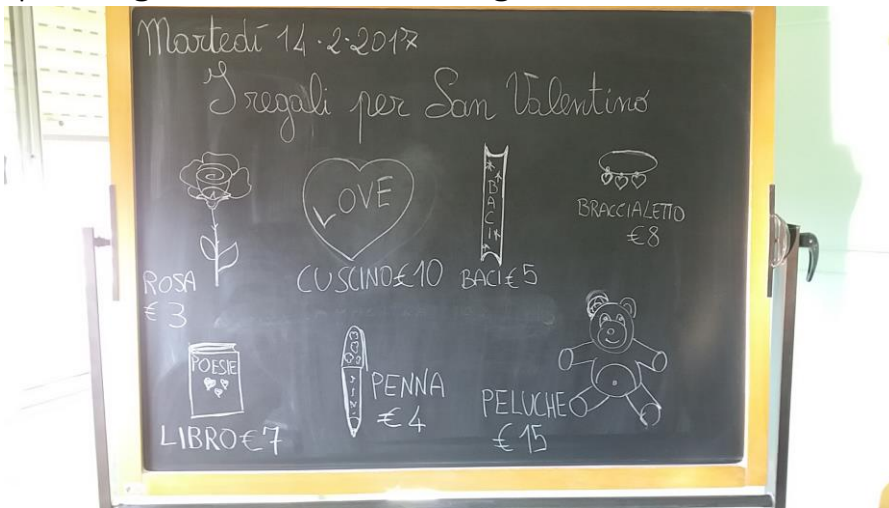 Martedí 14.2.2017
I regali per San Valentino
LOVE
BACI
BRACCIALETTO
€8
ROSA
€3
CUSCINO €10
BACI €5
POESIE
LIBRO €7
PENNA
€4
PELUCHE
€15